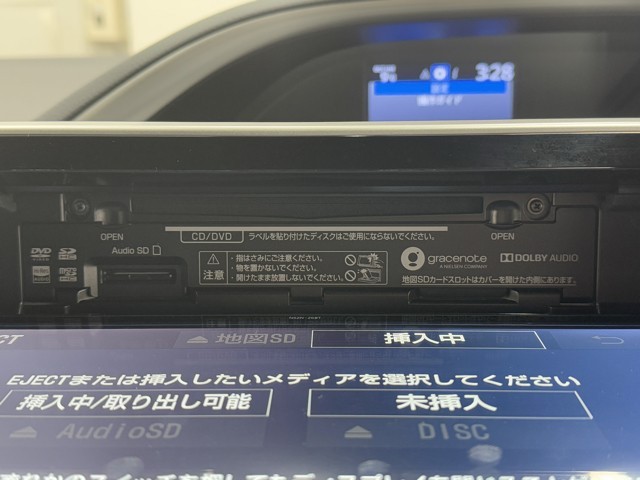 3:28
設定
操作ガイド
OPEN
CD/DVD ラベルを貼り付けたディスクはご使用にならないでください。
OPEN
Audio SD
DVD
注意
・指はさみにご注意ください。
・物を置かないでください。
・開けたまま放置しないでください。
gracenote
A NIELSEN COMPANY
DOLBY AUDIO
地図SDカードスロットはカバーを開けた内側にあります。
CT
地図SD
挿入中
EJECTまたは挿入したいメディアを選択してください
挿入中/取り出し可能
未挿入
AudioSD
DISC